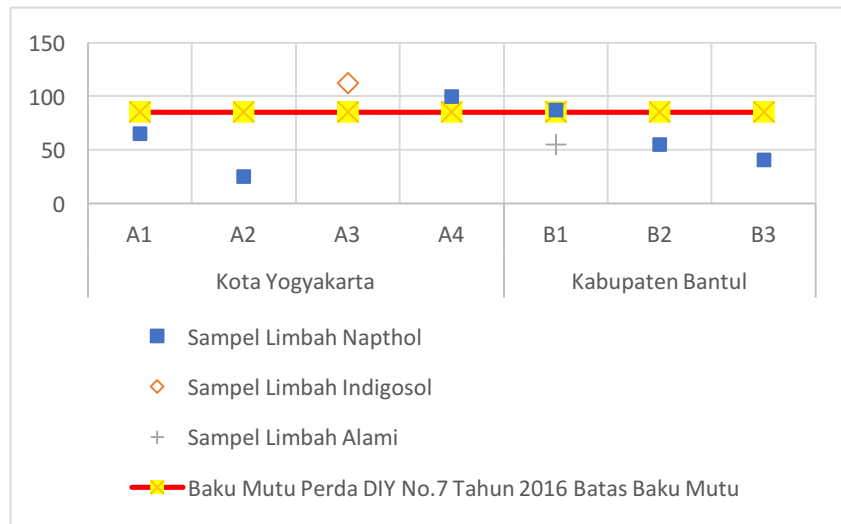 150
100
50
0
A1 A2 A3 A4 B1 B2 B3
Kota Yogyakarta Kabupaten Bantul
Sampel Limbah Napthol
Sampel Limbah Indigosol
Sampel Limbah Alami
Baku Mutu Perda DIY No.7 Tahun 2016 Batas Baku Mutu